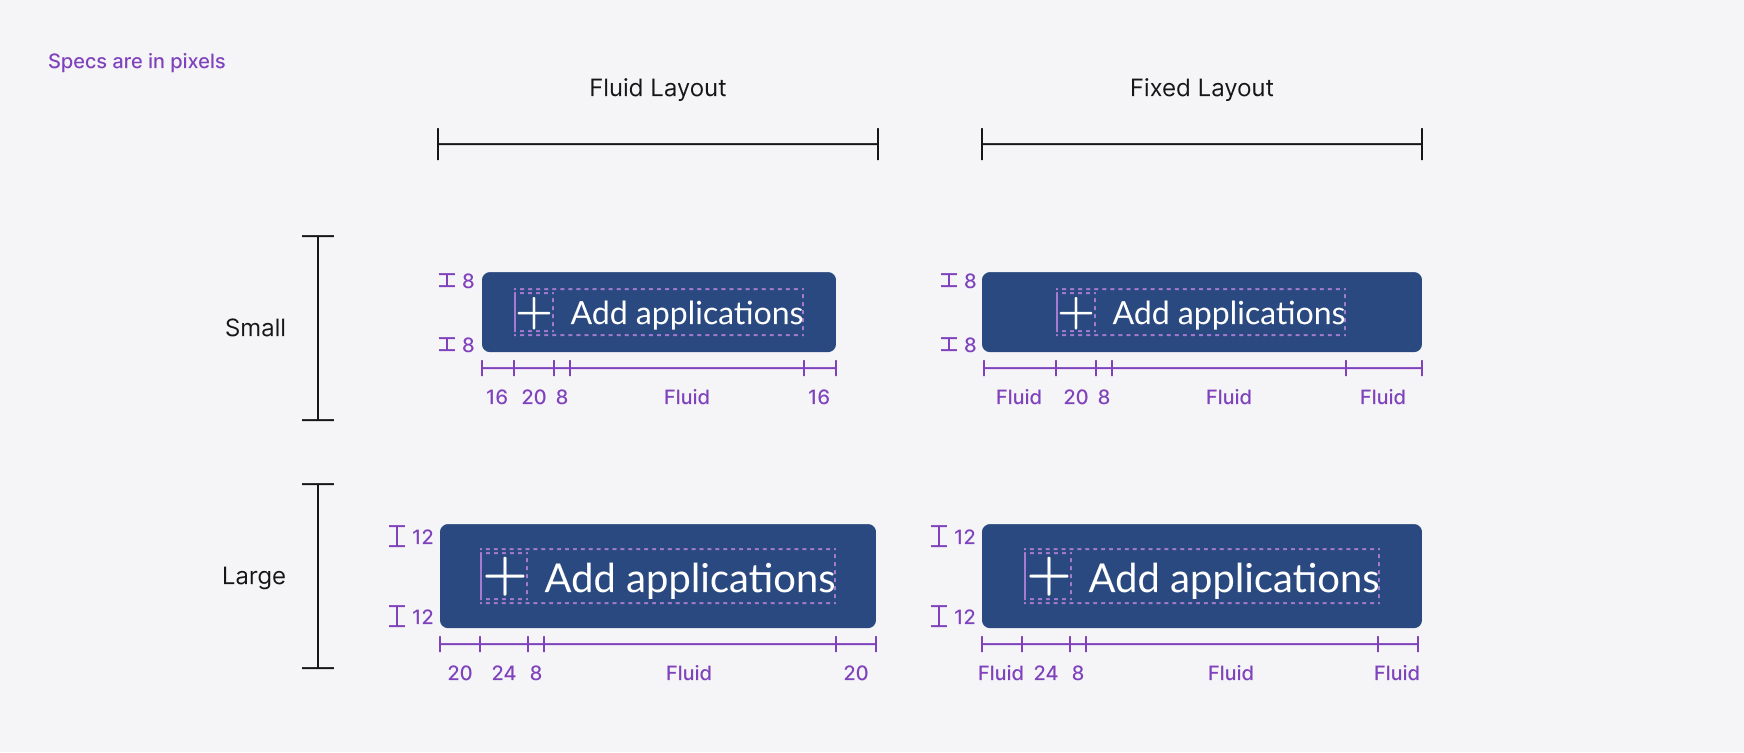 Specs are in pixels
Fluid Layout
Fixed Layout
Small
8
Add applications
8
16 20 8 Fluid 16
8
Add applications
8
Fluid 20 8 Fluid Fluid
Large
12
Add applications
12
20 24 8 Fluid 20
12
Add applications
12
Fluid 24 8 Fluid Fluid